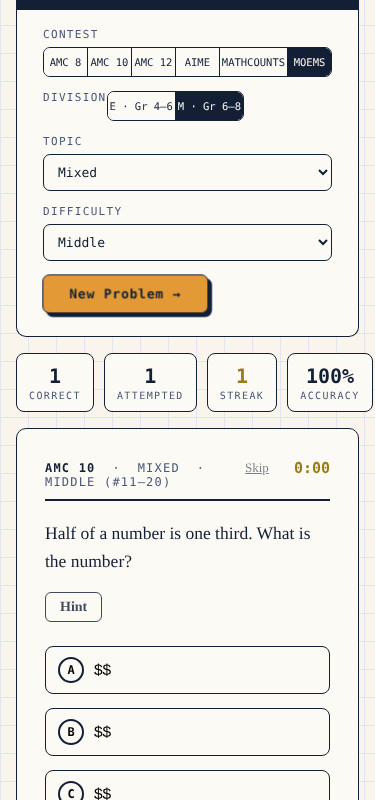 CONTEST
AMC 8 AMC 10 AMC 12 AIME MATHCOUNTS MOEMS
DIVISION E · Gr 4–6 M · Gr 6–8
TOPIC
Mixed
DIFFICULTY
Middle
New Problem →
1 1 1 100%
CORRECT ATTEMPTED STREAK ACCURACY
AMC 10 · MIXED · Skip 0:00
MIDDLE (#11–20)
Half of a number is one third. What is
the number?
Hint
A $$
B $$
C $$